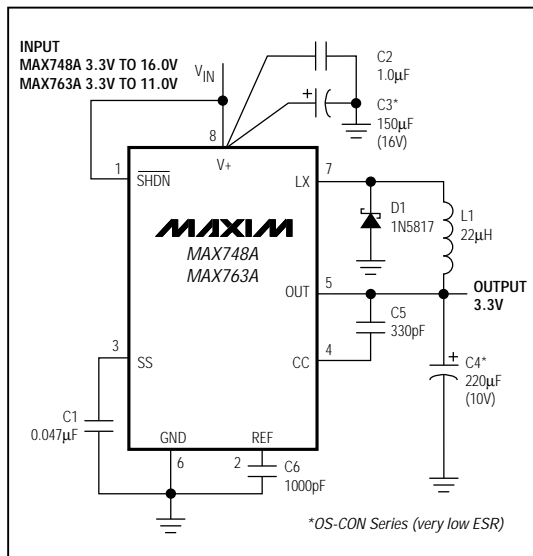 INPUT
MAX748A 3.3V TO 16.0V
MAX763A 3.3V TO 11.0V
VIN
C2
1.0µF
+
C3*
150µF
(16V)
8
V+
1
SHDN
LX
7
D1
1N5817
L1
22µH
MAXIM
MAX748A
MAX763A
OUT
5
OUTPUT
3.3V
C5
330pF
CC
4
+
C4*
220µF
(10V)
3
SS
C1
0.047µF
GND
6
REF
2
C6
1000pF
*OS-CON Series (very low ESR)